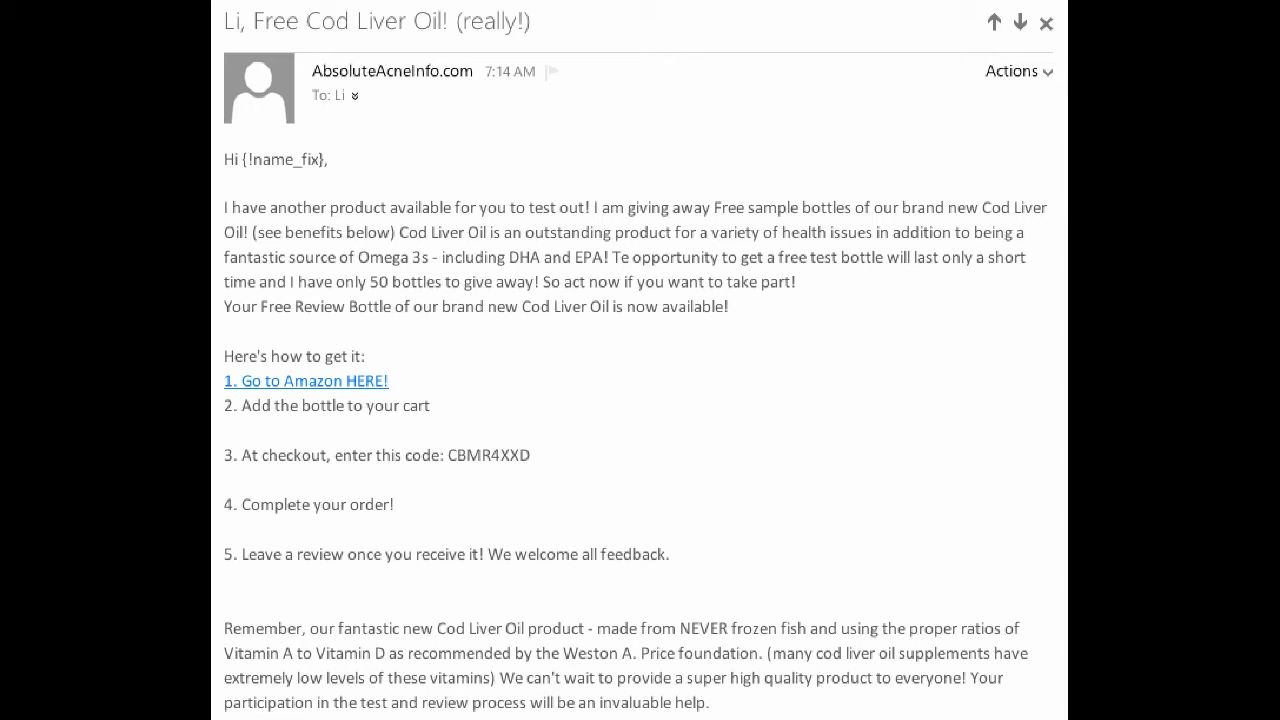 Li, Free Cod Liver Oil! (really!)
AbsoluteAcneInfo.com 7:14 AM
Actions
To: Li
Hi {!name_fix},
I have another product available for you to test out! I am giving away Free sample bottles of our brand new Cod Liver
Oil! (see benefits below) Cod Liver Oil is an outstanding product for a variety of health issues in addition to being a
fantastic source of Omega 3s - including DHA and EPA! Te opportunity to get a free test bottle will last only a short
time and I have only 50 bottles to give away! So act now if you want to take part!
Your Free Review Bottle of our brand new Cod Liver Oil is now available!
Here's how to get it:
1. Go to Amazon HERE!
2. Add the bottle to your cart
3. At checkout, enter this code: CBMR4XXD
4. Complete your order!
5. Leave a review once you receive it! We welcome all feedback.
Remember, our fantastic new Cod Liver Oil product - made from NEVER frozen fish and using the proper ratios of
Vitamin A to Vitamin D as recommended by the Weston A. Price foundation. (many cod liver oil supplements have
extremely low levels of these vitamins) We can't wait to provide a super high quality product to everyone! Your
participation in the test and review process will be an invaluable help.